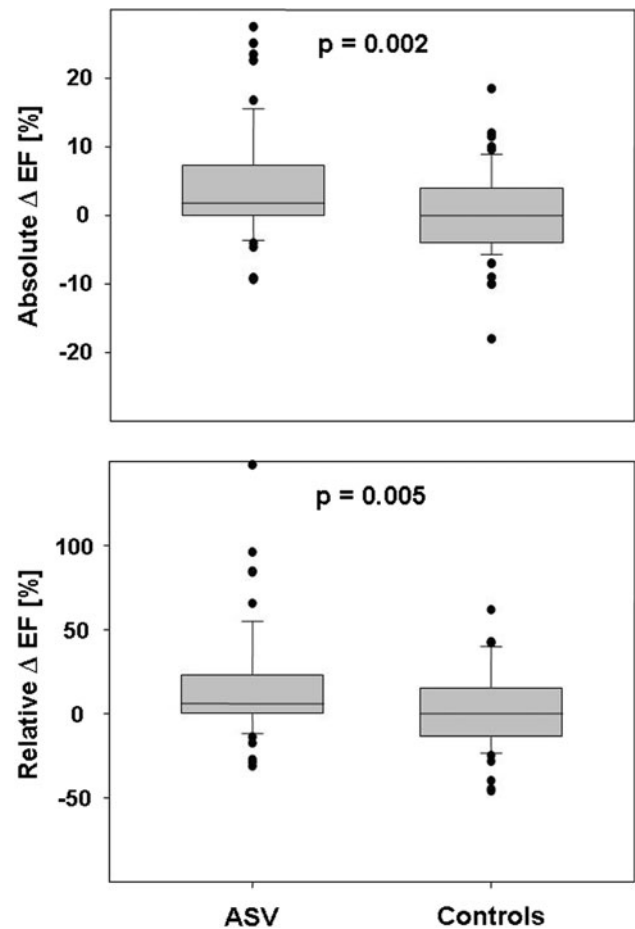 p = 0.002
Absolute Δ EF [%]
20
10
0
-10
-20
p = 0.005
Relative Δ EF [%]
100
50
0
-50
ASV Controls